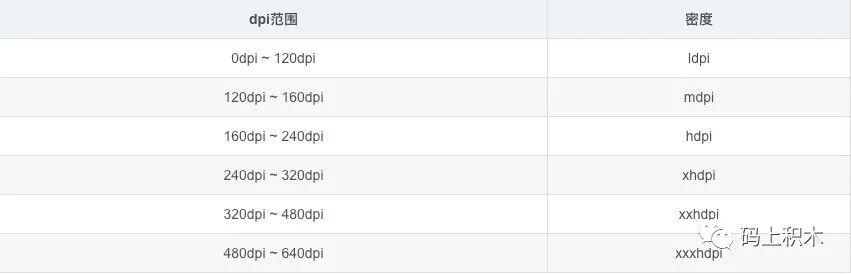 dpi范围 密度
0dpi ~ 120dpi ldpi
120dpi ~ 160dpi mdpi
160dpi ~ 240dpi hdpi
240dpi ~ 320dpi xhdpi
320dpi ~ 480dpi xxhdpi
码上积木
480dpi ~ 640dpi xxxhdpi